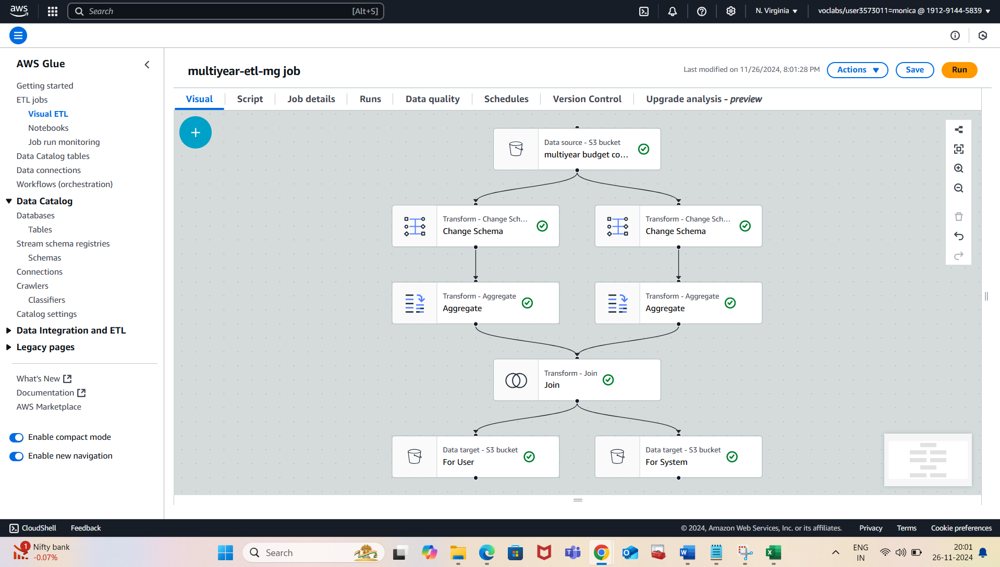 aws
Search
[Alt+S]
N. Virginia
voclabs/user3573011=monica @ 1912-9144-5839
AWS Glue
Getting started
ETL jobs
Visual ETL
Notebooks
Job run monitoring
Data Catalog tables
Data connections
Workflows (orchestration)
Data Catalog
Databases
Tables
Stream schema registries
Schemas
Connections
Crawlers
Classifiers
Catalog settings
Data Integration and ETL
Legacy pages
What's New
Documentation
AWS Marketplace
Enable compact mode
Enable new navigation
multiyear-etl-mg job
Last modified on 11/26/2024, 8:01:28 PM
Actions
Save
Run
Visual
Script
Job details
Runs
Data quality
Schedules
Version Control
Upgrade analysis - preview
Data source - S3 bucket
multiyear budget co...
Transform - Change Sch...
Change Schema
Transform - Change Sch...
Change Schema
Transform - Aggregate
Aggregate
Transform - Aggregate
Aggregate
Transform - Join
Join
Data target - S3 bucket
For User
Data target - S3 bucket
For System
CloudShell
Feedback
© 2024, Amazon Web Services, Inc. or its affiliates.
Privacy
Terms
Cookie preferences
1
Nifty bank
-0.07%
Search
ENG
IN
20:01
26-11-2024